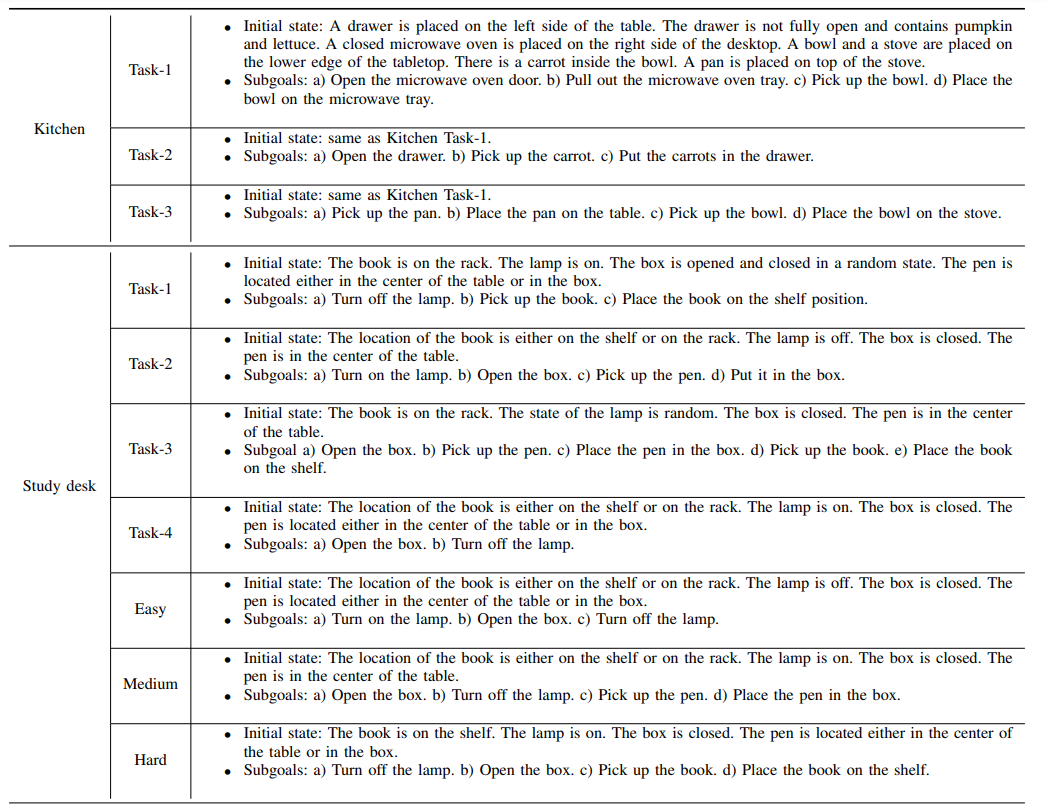 Kitchen
Task-1
• Initial state: A drawer is placed on the left side of the table. The drawer is not fully open and contains pumpkin
and lettuce. A closed microwave oven is placed on the right side of the desktop. A bowl and a stove are placed on
the lower edge of the tabletop. There is a carrot inside the bowl. A pan is placed on top of the stove.
• Subgoals: a) Open the microwave oven door. b) Pull out the microwave oven tray. c) Pick up the bowl. d) Place the
bowl on the microwave tray.
Task-2
• Initial state: same as Kitchen Task-1.
• Subgoals: a) Open the drawer. b) Pick up the carrot. c) Put the carrots in the drawer.
Task-3
• Initial state: same as Kitchen Task-1.
• Subgoals: a) Pick up the pan. b) Place the pan on the table. c) Pick up the bowl. d) Place the bowl on the stove.
Study desk
Task-1
• Initial state: The book is on the rack. The lamp is on. The box is opened and closed in a random state. The pen is
located either in the center of the table or in the box.
• Subgoals: a) Turn off the lamp. b) Pick up the book. c) Place the book on the shelf position.
Task-2
• Initial state: The location of the book is either on the shelf or on the rack. The lamp is off. The box is closed. The
pen is in the center of the table.
• Subgoals: a) Turn on the lamp. b) Open the box. c) Pick up the pen. d) Put it in the box.
Task-3
• Initial state: The book is on the rack. The state of the lamp is random. The box is closed. The pen is in the center
of the table.
• Subgoal a) Open the box. b) Pick up the pen. c) Place the pen in the box. d) Pick up the book. e) Place the book
on the shelf.
Task-4
• Initial state: The location of the book is either on the shelf or on the rack. The lamp is on. The box is closed. The
pen is located either in the center of the table or in the box.
• Subgoals: a) Open the box. b) Turn off the lamp.
Easy
• Initial state: The location of the book is either on the shelf or on the rack. The lamp is off. The box is closed. The
pen is located either in the center of the table or in the box.
• Subgoals: a) Turn on the lamp. b) Open the box. c) Turn off the lamp.
Medium
• Initial state: The location of the book is either on the shelf or on the rack. The lamp is on. The box is closed. The
pen is in the center of the table.
• Subgoals: a) Open the box. b) Turn off the lamp. c) Pick up the pen. d) Place the pen in the box.
Hard
• Initial state: The book is on the shelf. The lamp is on. The box is closed. The pen is located either in the center of
the table or in the box.
• Subgoals: a) Turn off the lamp. b) Open the box. c) Pick up the book. d) Place the book on the shelf.